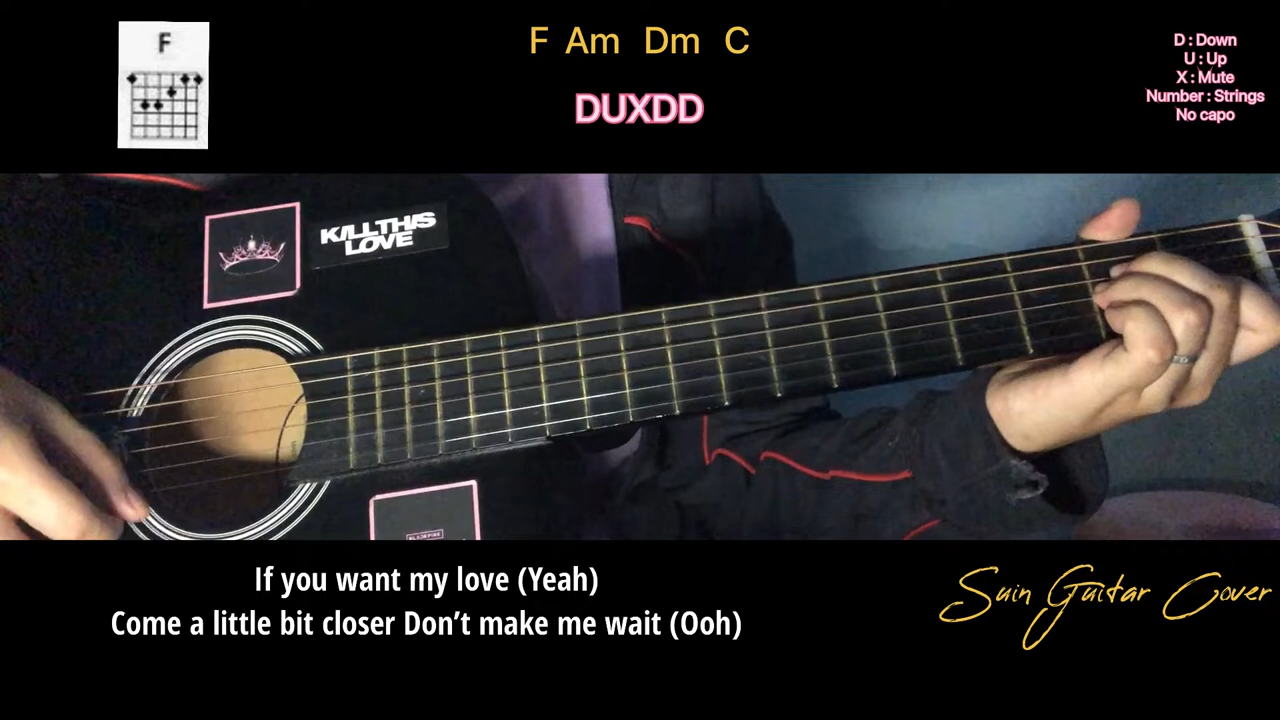 F
F Am Dm C
DUXDD
D : Down
U : Up
X : Mute
Number : Strings
No capo
KILL THIS
LOVE
BLACKPINK
If you want my love (Yeah)
Come a little bit closer Don't make me wait (Ooh)
Suin Guitar Cover